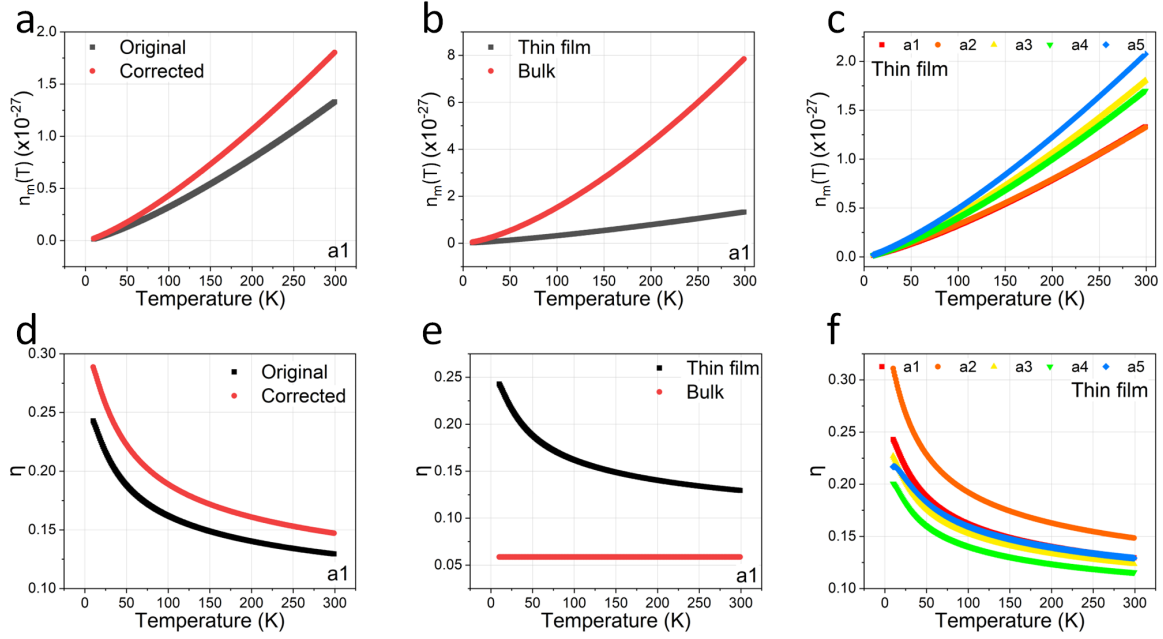 a
2.0
1.5
1.0
0.5
0.0
n_m(T) (x10^-27)
Original
Corrected
a1
0 50 100 150 200 250 300
Temperature (K)
b
8
6
4
2
0
n_m(T) (x10^-27)
Thin film
Bulk
a1
0 50 100 150 200 250 300
Temperature (K)
c
2.0
1.5
1.0
0.5
0.0
n_m(T) (x10^-27)
a1 a2 a3 a4 a5
Thin film
0 50 100 150 200 250 300
Temperature (K)
d
0.30
0.25
0.20
0.15
0.10
η
Original
Corrected
a1
0 50 100 150 200 250 300
Temperature (K)
e
0.25
0.20
0.15
0.10
0.05
η
Thin film
Bulk
a1
0 50 100 150 200 250 300
Temperature (K)
f
0.30
0.25
0.20
0.15
0.10
η
a1 a2 a3 a4 a5
Thin film
0 50 100 150 200 250 300
Temperature (K)